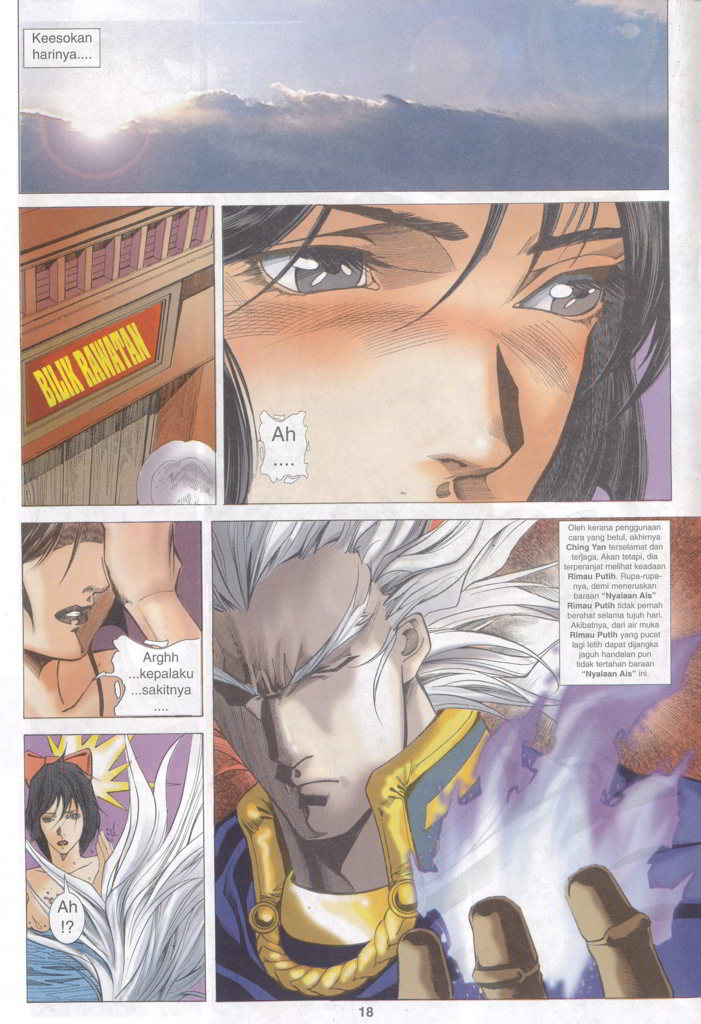 Keesokan
harinya....
BILIK RAWATAN
Ah
....
Arghh
...kepalaku
...sakitnya
....
Ah
!?
Oleh kerana penggunaan
cara yang betul, akhirnya
Ching Yan terselamat dan
terjaga. Akan tetapi, dia
terperanjat melihat keadaan
Rimau Putih. Rupa-rupa-
nya, demi meneruskan
baraan "Nyalaan Ais"
Rimau Putih tidak pernah
berehat selama tujuh hari.
Akibatnya, dari air muka
Rimau Putih yang pucat
lagi letih dapat dijangka
jaguh handalan pun
tidak tertahan baraan
"Nyalaan Ais" ini.
18